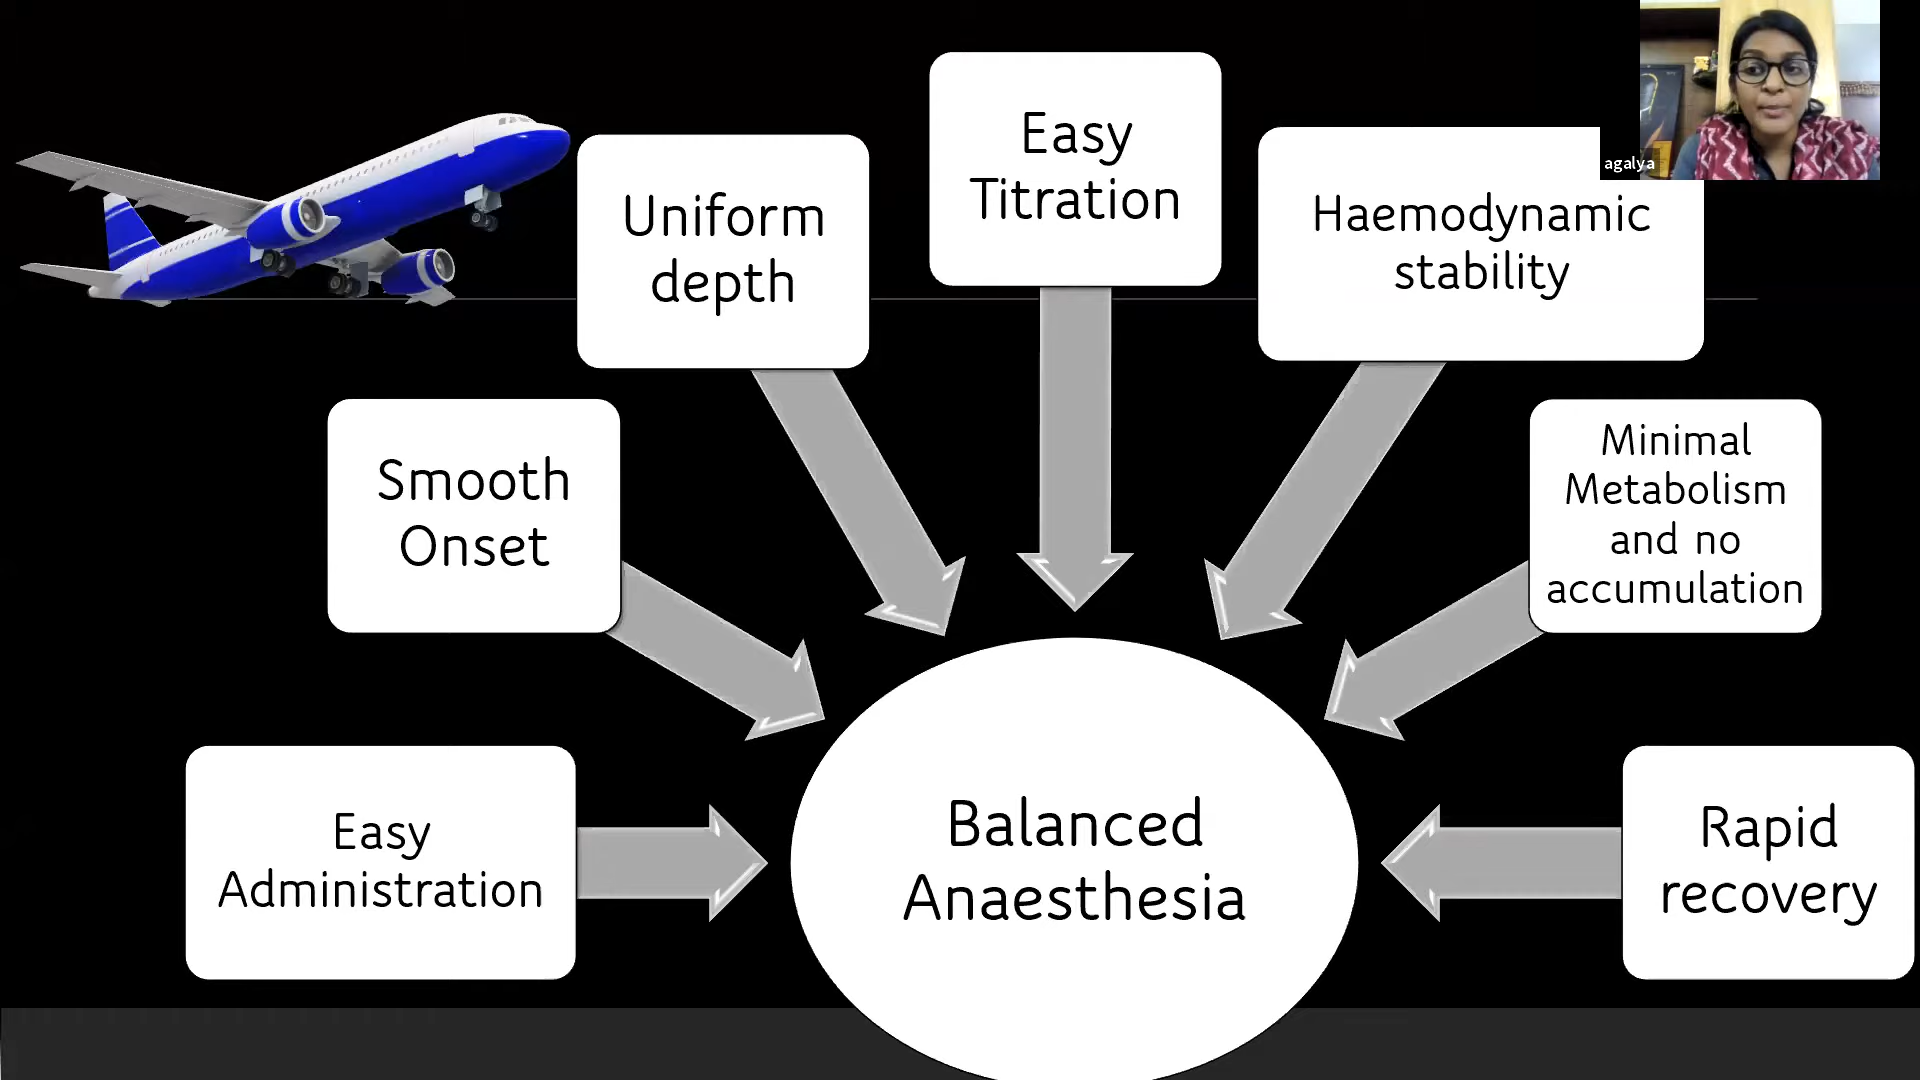 Easy
Titration
Uniform
depth
agalya
Haemodynamic
stability
Smooth
Onset
Minimal
Metabolism
and no
accumulation
Easy
Administration
Balanced
Anaesthesia
Rapid
recovery